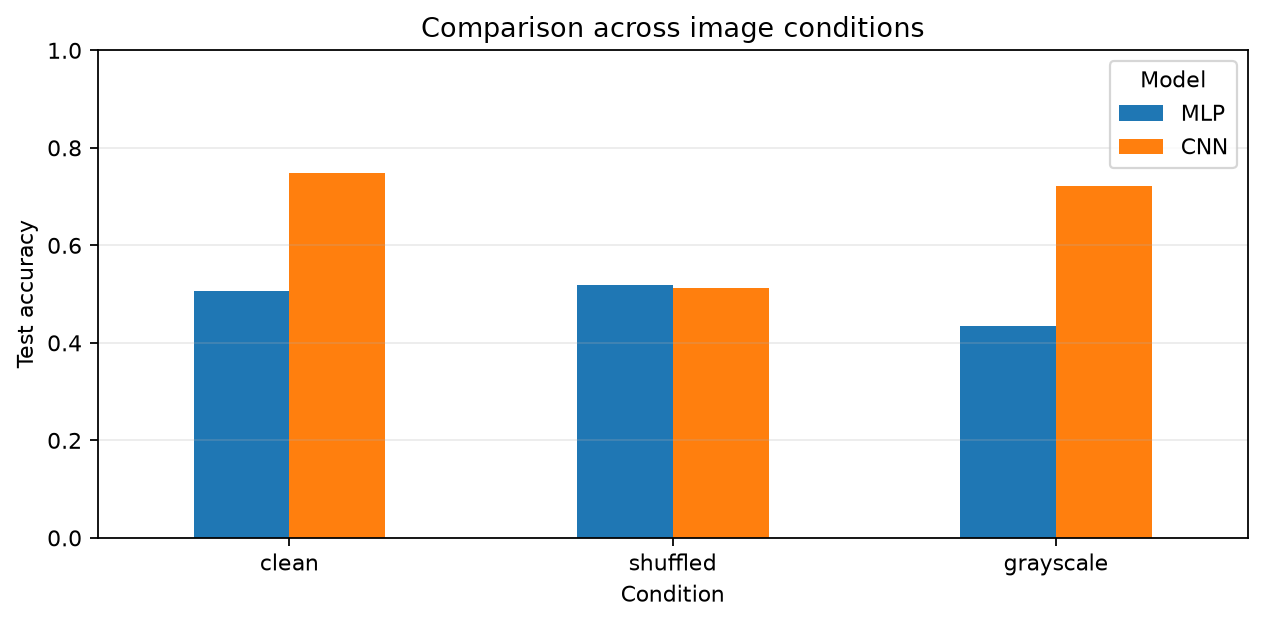 Comparison across image conditions
Model
MLP
CNN
Test accuracy
1.0
0.8
0.6
0.4
0.2
0.0
clean
shuffled
grayscale
Condition